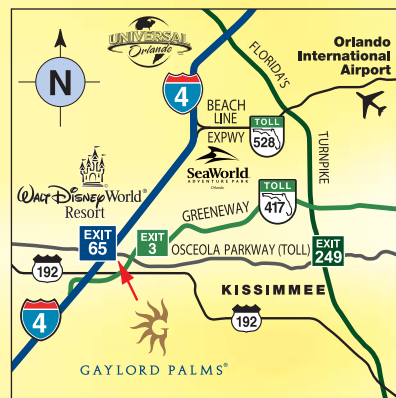 UNIVERSAL
Orlando
FLORIDA'S
TURNPIKE
Orlando
International
Airport
N
4
BEACH
LINE
EXPWY
TOLL
528
SeaWorld
ADVENTURE PARK
Orlando
WALT DISNEY World®
Resort
GREENEWAY
TOLL
417
EXIT
65
EXIT
3
OSCEOLA PARKWAY (TOLL)
EXIT
249
192
KISSIMMEE
192
4
GAYLORD PALMS®